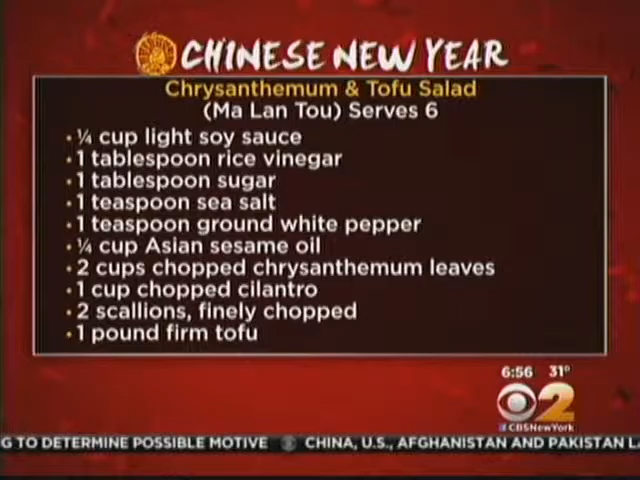 CHINESE NEW YEAR
Chrysanthemum & Tofu Salad
(Ma Lan Tou) Serves 6
• ¼ cup light soy sauce
• 1 tablespoon rice vinegar
• 1 tablespoon sugar
• 1 teaspoon sea salt
• 1 teaspoon ground white pepper
• ¼ cup Asian sesame oil
• 2 cups chopped chrysanthemum leaves
• 1 cup chopped cilantro
• 2 scallions, finely chopped
• 1 pound firm tofu
6:56 31°
2
CBSNewYork
G TO DETERMINE POSSIBLE MOTIVE CHINA, U.S., AFGHANISTAN AND PAKISTAN LA